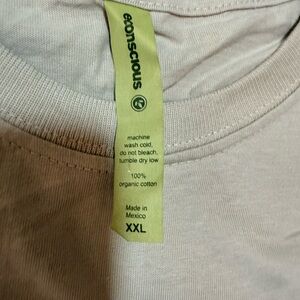 econscious
machine
wash cold,
do not bleach,
tumble dry low
100%
organic cotton
Made in
Mexico
XXL